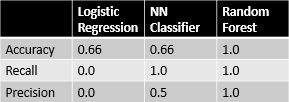 Logistic Regression NN Classifier Random Forest
Accuracy 0.66 0.66 1.0
Recall 0.0 1.0 1.0
Precision 0.0 0.5 1.0